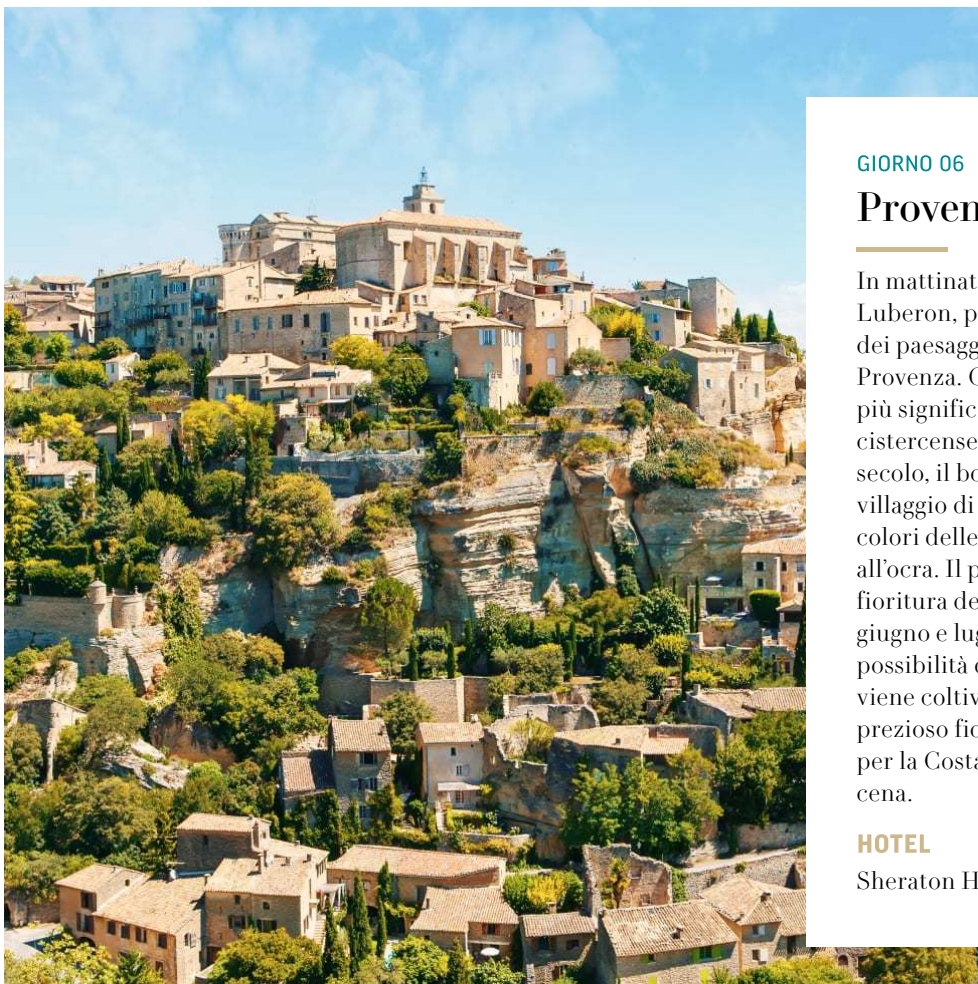 GIORNO 06
Proven
In mattinat
Luberon, p
dei paesagg
Provenza. C
più signific
cistercense
secolo, il bo
villaggio di
colori delle
all’ocra. Il p
fioritura de
giugno e lug
possibilità c
viene coltiv
prezioso fio
per la Costa
cena.
HOTEL
Sheraton H